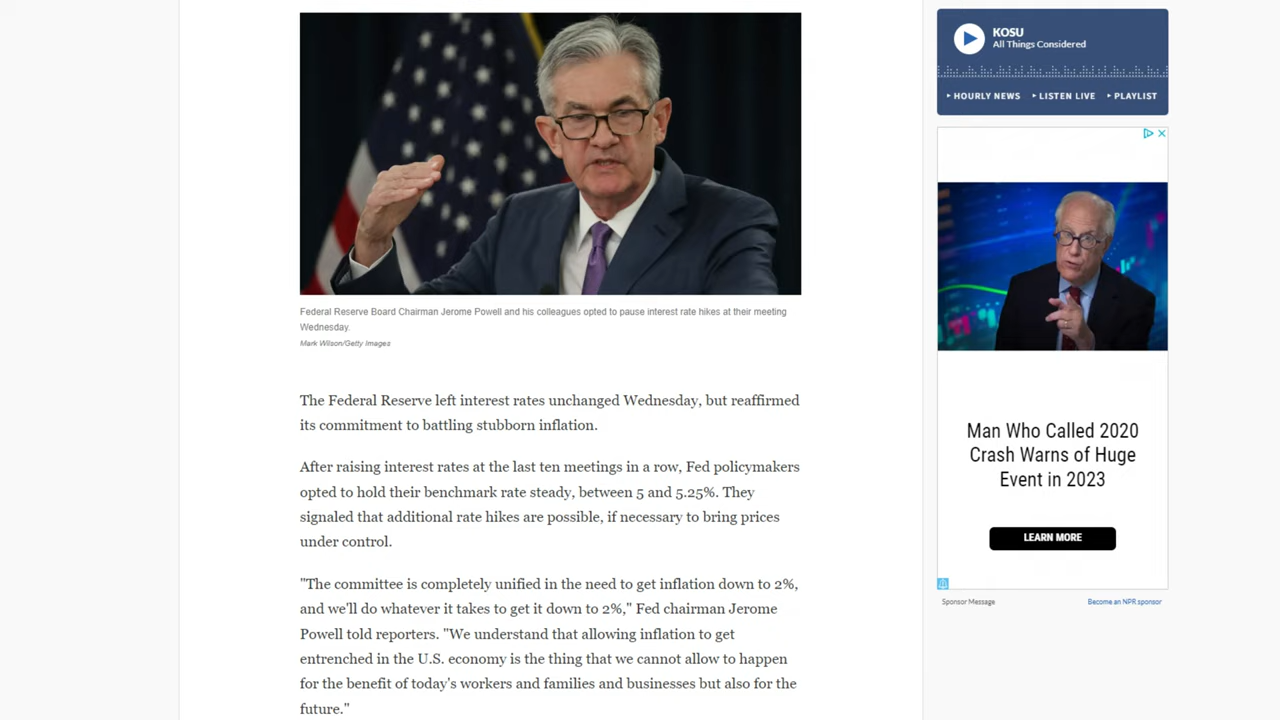 Federal Reserve Board Chairman Jerome Powell and his colleagues opted to pause interest rate hikes at their meeting
Wednesday.
Mark Wilson/Getty Images
The Federal Reserve left interest rates unchanged Wednesday, but reaffirmed
its commitment to battling stubborn inflation.
After raising interest rates at the last ten meetings in a row, Fed policymakers
opted to hold their benchmark rate steady, between 5 and 5.25%. They
signaled that additional rate hikes are possible, if necessary to bring prices
under control.
"The committee is completely unified in the need to get inflation down to 2%,
and we'll do whatever it takes to get it down to 2%," Fed chairman Jerome
Powell told reporters. "We understand that allowing inflation to get
entrenched in the U.S. economy is the thing that we cannot allow to happen
for the benefit of today's workers and families and businesses but also for the
future."
KOSU
All Things Considered
HOURLY NEWS
LISTEN LIVE
PLAYLIST
Man Who Called 2020
Crash Warns of Huge
Event in 2023
LEARN MORE
Sponsor Message
Become an NPR sponsor